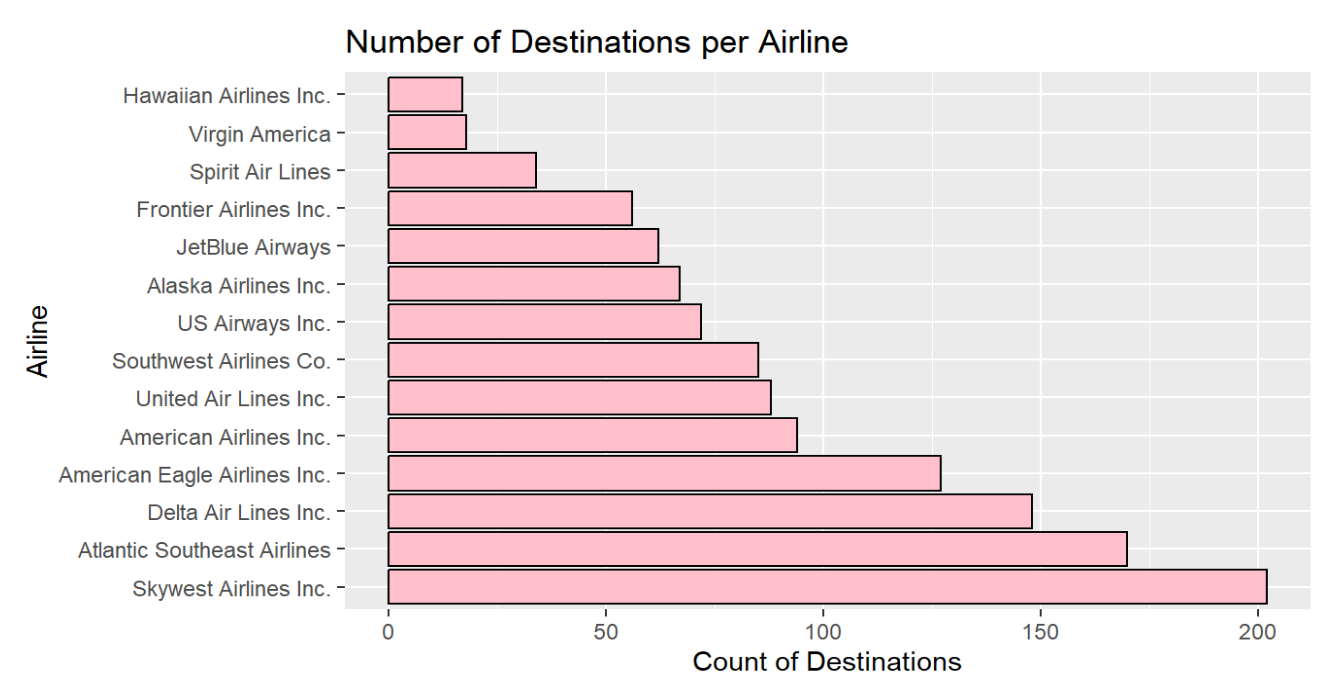 Number of Destinations per Airline
Airline
Hawaiian Airlines Inc.
Virgin America
Spirit Air Lines
Frontier Airlines Inc.
JetBlue Airways
Alaska Airlines Inc.
US Airways Inc.
Southwest Airlines Co.
United Air Lines Inc.
American Airlines Inc.
American Eagle Airlines Inc.
Delta Air Lines Inc.
Atlantic Southeast Airlines
Skywest Airlines Inc.
0 50 100 150 200
Count of Destinations